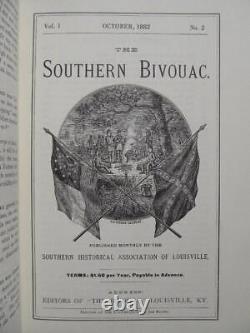 Vol. I OCTOBER, 1882 No. 2
THE
SOUTHERN BIVOUAC.
PUBLISHED MONTHLY BY THE
SOUTHERN HISTORICAL ASSOCIATION OF LOUISVILLE,
TERMS: $1.50 per Year, Payable in Advance.
ADDRESS:
EDITORS OF "THE LOUISVILLE, KY.